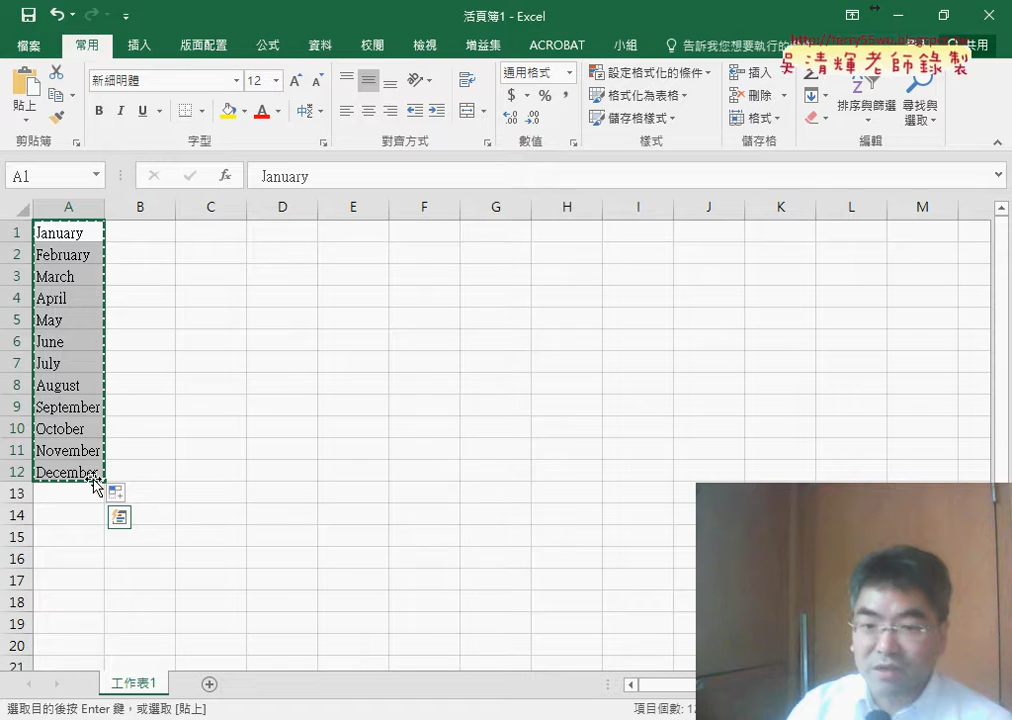 活頁簿1 - Excel
http://terry55wu.blogspot.tw
吳清輝老師錄製
檔案 常用 插入 版面配置 公式 資料 校閱 檢視 增益集 ACROBAT 小組 告訴我您想要執行的 共用
貼上
剪貼簿
新細明體 12
B I U A 中
字型
對齊方式
通用格式
$ % ,
數值
設定格式化的條件
格式化為表格
儲存格樣式
樣式
插入
刪除
格式
儲存格
排序與篩選
尋找與
選取
編輯
A1 fx January
A B C D E F G H I J K L M
1 January
2 February
3 March
4 April
5 May
6 June
7 July
8 August
9 September
10 October
11 November
12 December
13
14
15
16
17
18
19
20
21
工作表1
選取目的後按 Enter 鍵，或選取 [貼上]
項目個數: 12